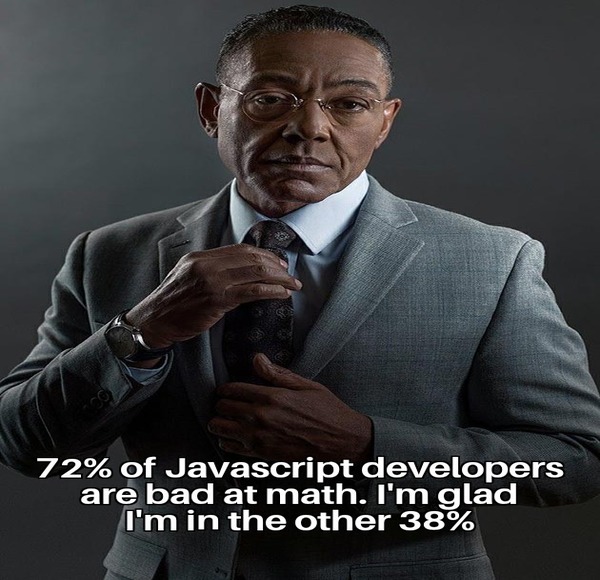 72% of Javascript developers
are bad at math. I'm glad
I'm in the other 38%